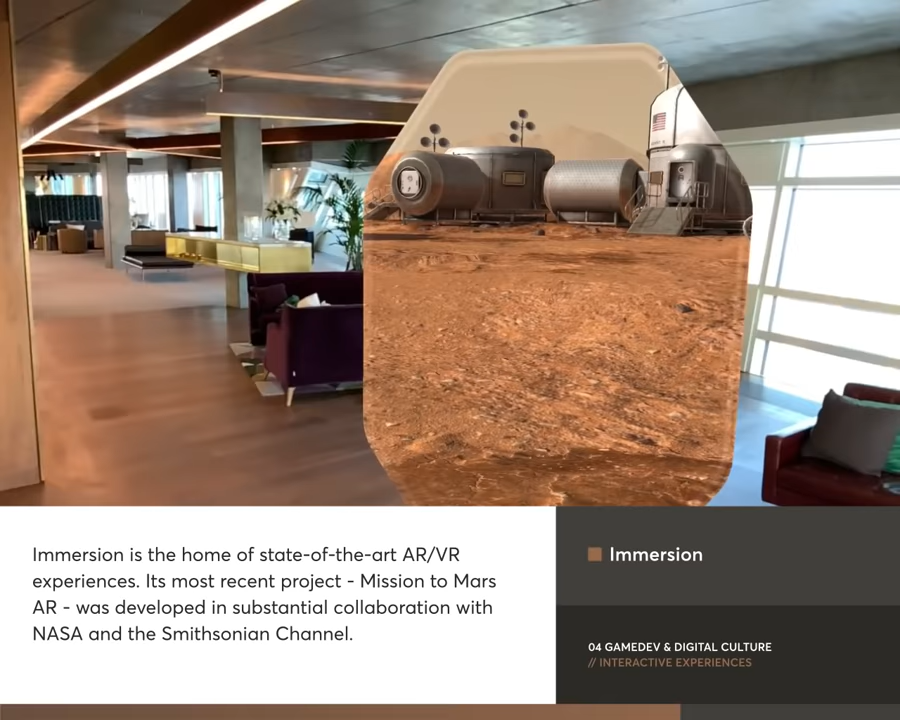 Immersion is the home of state-of-the-art AR/VR
experiences. Its most recent project - Mission to Mars
AR - was developed in substantial collaboration with
NASA and the Smithsonian Channel.
Immersion
04 GAMEDEV & DIGITAL CULTURE
// INTERACTIVE EXPERIENCES